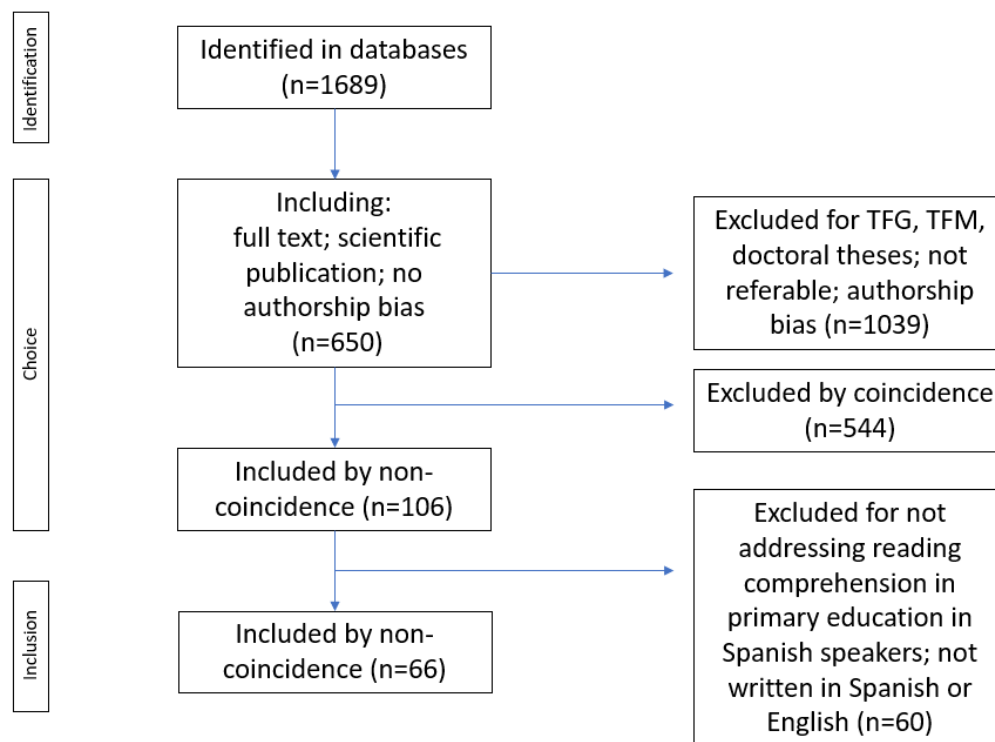 Identification
Identified in databases
(n=1689)
Choice
Including:
full text; scientific
publication; no
authorship bias
(n=650)
Excluded for TFG, TFM,
doctoral theses; not
referable; authorship
bias (n=1039)
Excluded by coincidence
(n=544)
Included by non-
coincidence (n=106)
Excluded for not
addressing reading
comprehension in
primary education in
Spanish speakers; not
written in Spanish or
English (n=60)
Inclusion
Included by non-
coincidence (n=66)